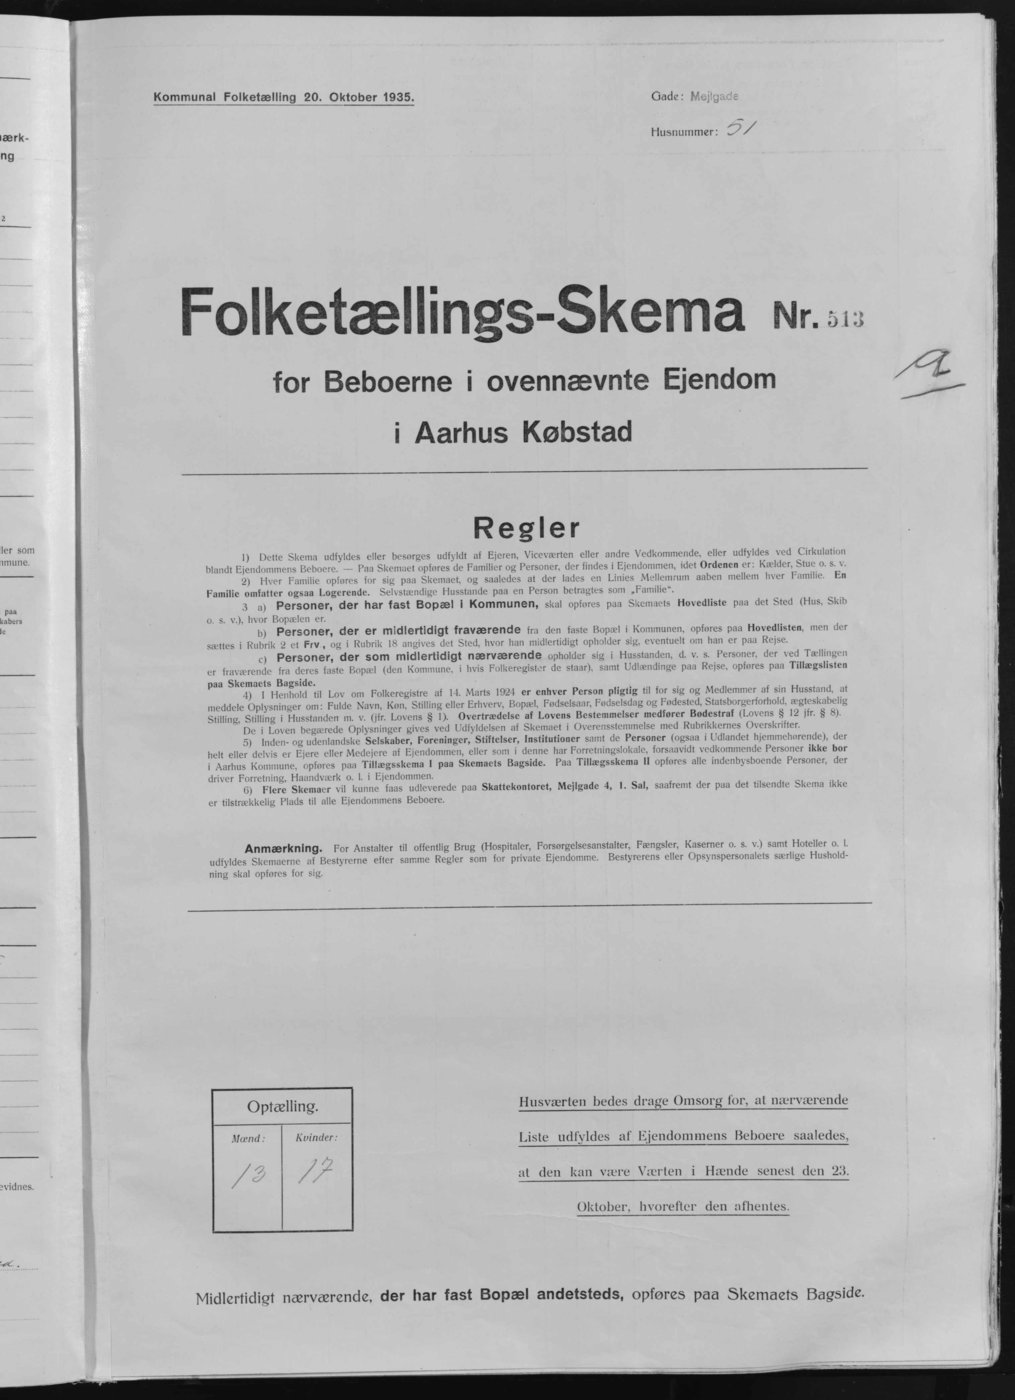 Kommunal Folketælling 20. Oktober 1935.
Gade: Mejlgade
Husnummer: 51
Folketællings-Skema Nr. 513
a
for Beboerne i ovennævnte Ejendom
i Aarhus Købstad
Regler
1) Dette Skema udfyldes eller besørges udfyldt af Ejeren, Viceværten eller andre Vedkommende, eller udfyldes ved Cirkulation
blandt Ejendommens Beboere. — Paa Skemaet opføres de Familier og Personer, der findes i Ejendommen, idet Ordenen er: Kælder, Stue o. s. v.
2) Hver Familie opføres for sig paa Skemaet, og saaledes at der lades en Linies Mellemrum aaben mellem hver Familie. En
Familie omfatter ogsaa Logerende. Selvstændige Husstande paa en Person betragtes som „Familie".
3 a) Personer, der har fast Bopæl i Kommunen, skal opføres paa Skemaets Hovedliste paa det Sted (Hus, Skib
o. s. v.), hvor Bopælen er.
b) Personer, der er midlertidigt fraværende fra den faste Bopæl i Kommunen, opføres paa Hovedlisten, men der
sættes i Rubrik 2 et Frv., og i Rubrik 18 angives det Sted, hvor han midlertidigt opholder sig, eventuelt om han er paa Rejse.
c) Personer, der som midlertidigt nærværende opholder sig i Husstanden, d. v. s. Personer, der ved Tællingen
er fraværende fra deres faste Bopæl (den Kommune, i hvis Folkeregister de staar), samt Udlændinge paa Rejse, opføres paa Tillægslisten
paa Skemaets Bagside.
4) I Henhold til Lov om Folkeregistre af 14. Marts 1924 er enhver Person pligtig til for sig og Medlemmer af sin Husstand, at
meddele Oplysninger om: Fulde Navn, Køn, Stilling eller Erhverv, Bopæl, Fødselsaar, Fødselsdag og Fødested, Statsborgerforhold, ægteskabelig
Stilling, Stilling i Husstanden m. v. (jfr. Lovens § 1). Overtrædelse af Lovens Bestemmelser medfører Bødestraf (Lovens § 12 jfr. § 8).
De i Loven begærede Oplysninger gives ved Udfyldelsen af Skemaet i Overensstemmelse med Rubrikkernes Overskrifter.
5) Inden- og udenlandske Selskaber, Foreninger, Stiftelser, Institutioner samt de Personer (ogsaa i Udlandet hjemmehørende), der
helt eller delvis er Ejere eller Medejere af Ejendommen, eller som i denne har Forretningslokale, forsaavidt vedkommende Personer ikke bor
i Aarhus Kommune, opføres paa Tillægsskema I paa Skemaets Bagside. Paa Tillægsskema II opføres alle indenbysboende Personer, der
driver Forretning, Haandværk o. l. i Ejendommen.
6) Flere Skemaer vil kunne faas udleverede paa Skattekontoret, Mejlgade 4, 1. Sal, saafremt der paa det tilsendte Skema ikke
er tilstrækkelig Plads til alle Ejendommens Beboere.
Anmærkning. For Anstalter til offentlig Brug (Hospitaler, Forsørgelsesanstalter, Fængsler, Kaserner o. s. v.) samt Hoteller o. l.
udfyldes Skemaerne af Bestyrerne efter samme Regler som for private Ejendomme. Bestyrerens eller Opsynspersonalets særlige Hushold-
ning skal opføres for sig.
Optælling.
Mænd: Kvinder:
13 17
Husværten bedes drage Omsorg for, at nærværende
Liste udfyldes af Ejendommens Beboere saaledes,
at den kan være Værten i Hænde senest den 23.
Oktober, hvorefter den afhentes.
Midlertidigt nærværende, der har fast Bopæl andetsteds, opføres paa Skemaets Bagside.